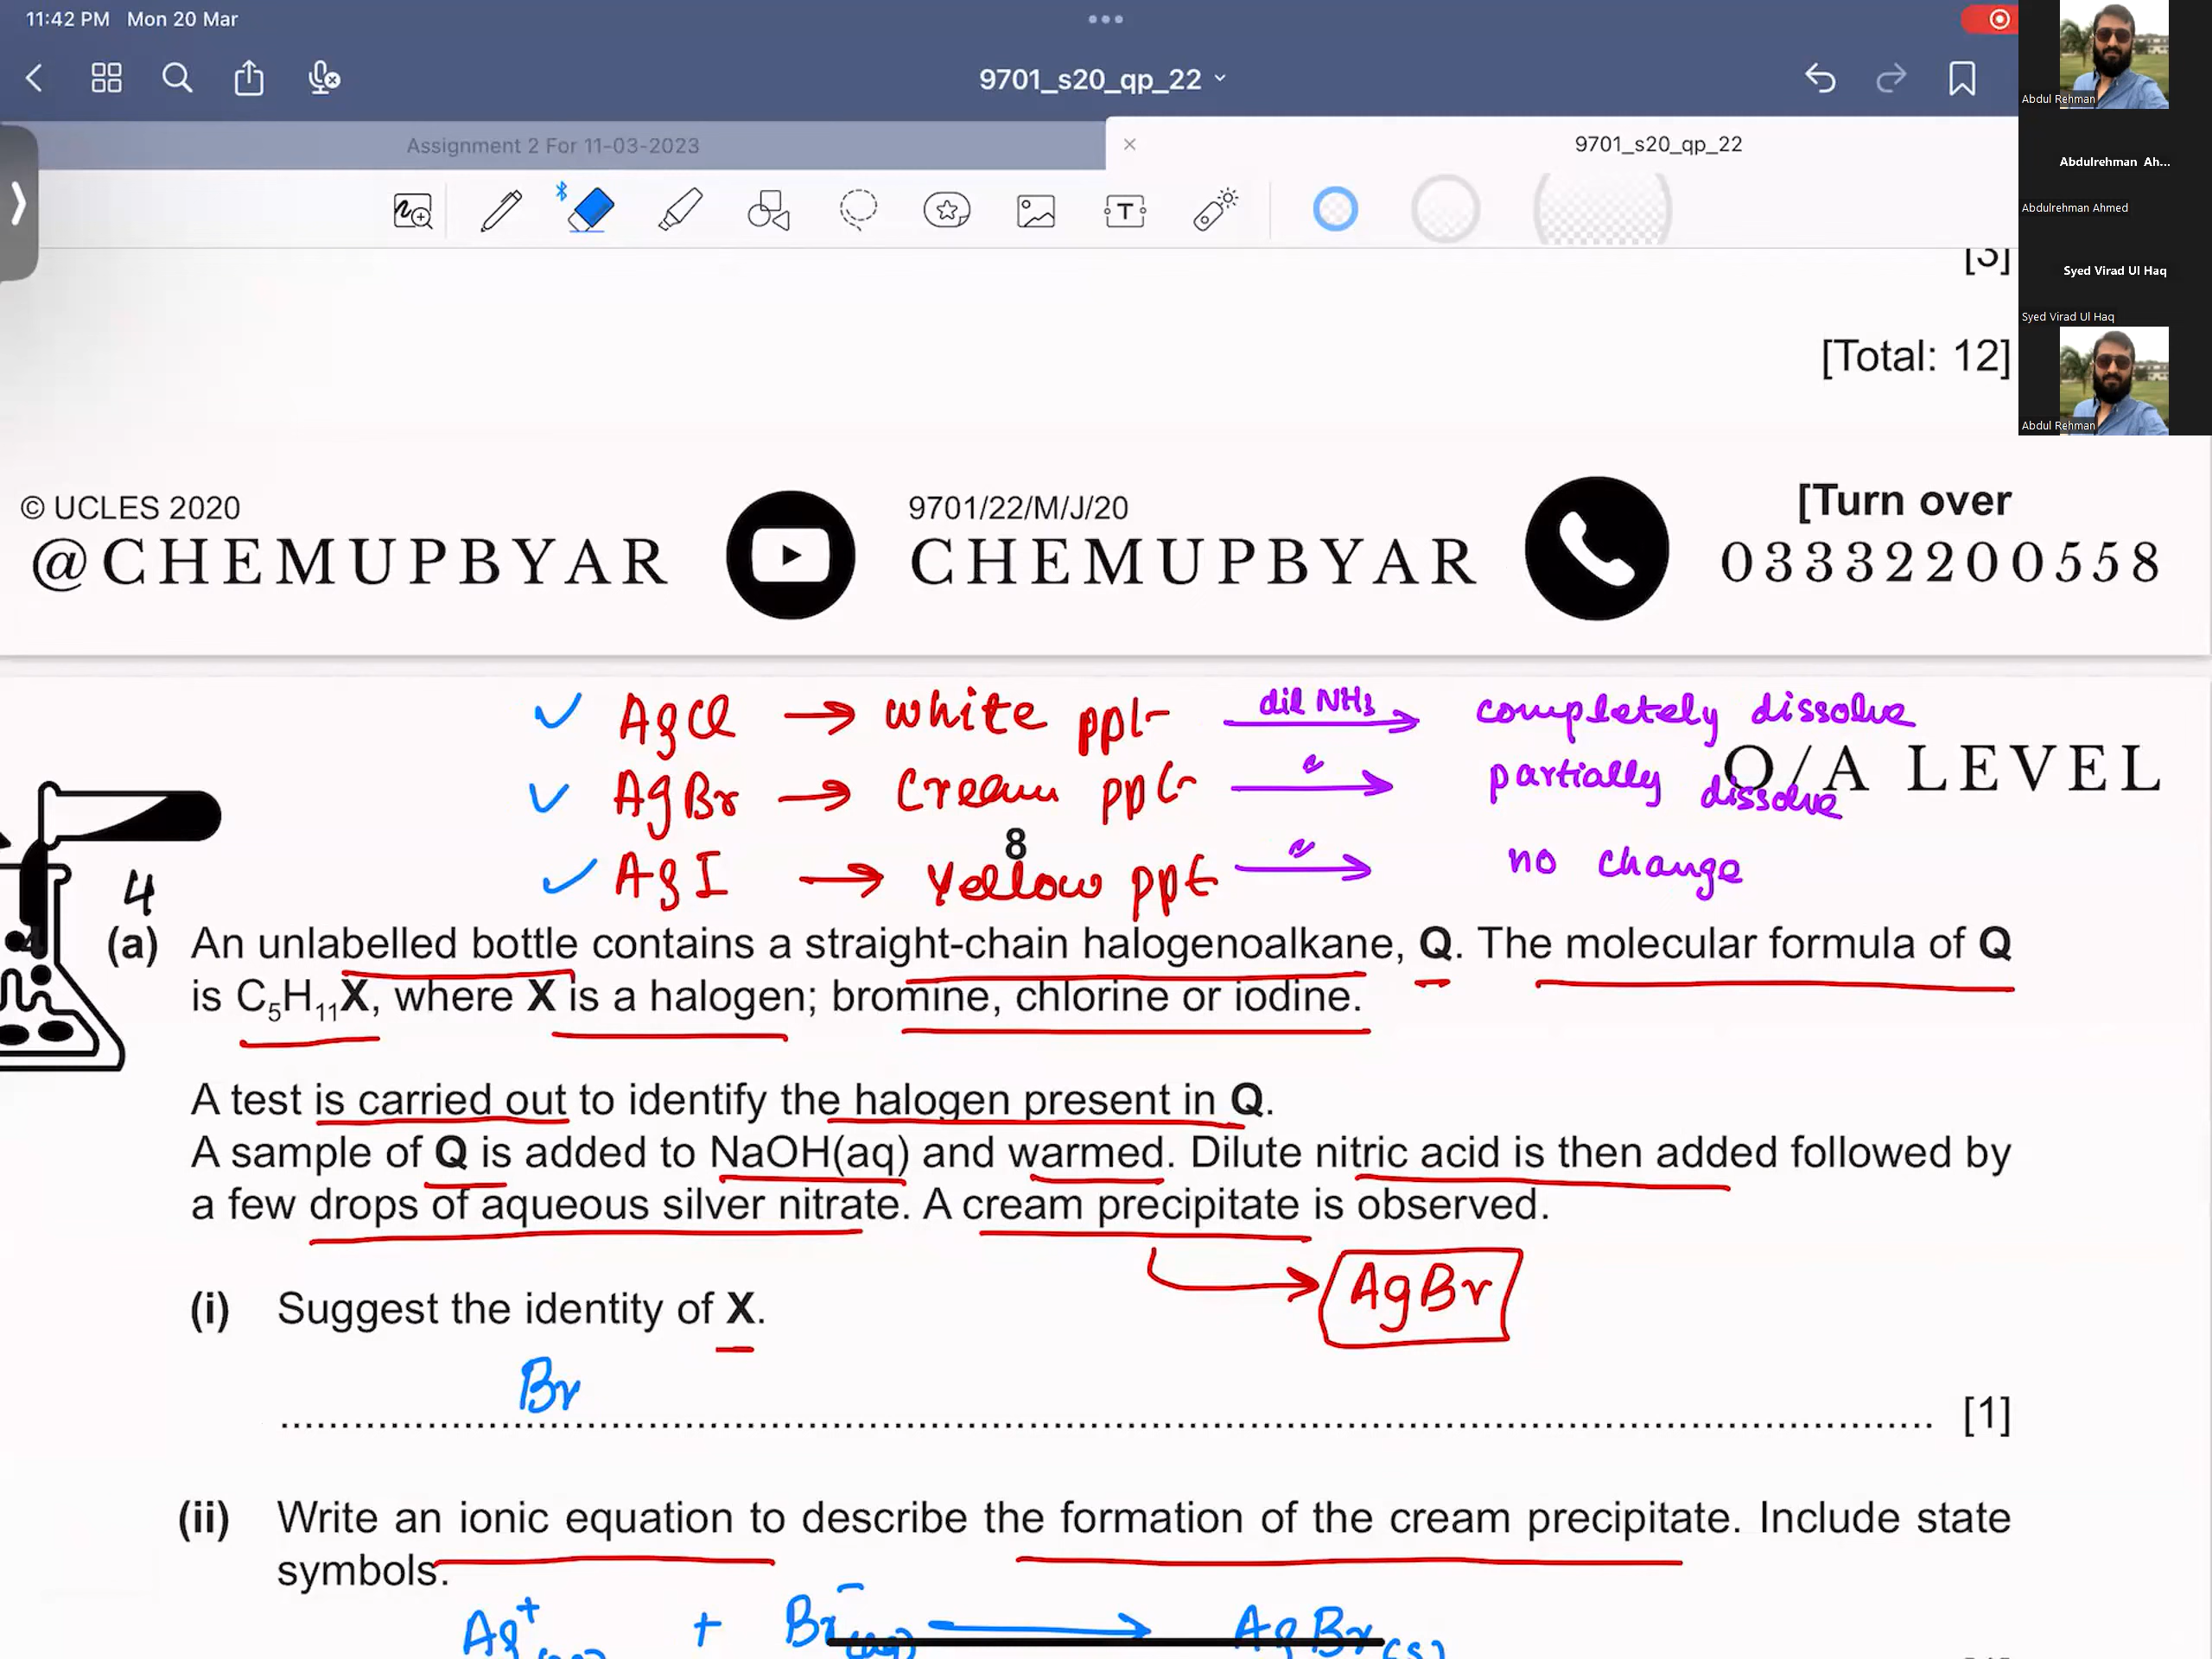 11:42 PM Mon 20 Mar
9701_s20_qp_22
Assignment 2 For 11-03-2023
9701_s20_qp_22
T
Abdul Rehman
Abdulrehman Ah...
Abdulrehman Ahmed
Syed Virad Ul Haq
Syed Virad Ul Haq
Abdul Rehman
[3]
[Total: 12]
© UCLES 2020
9701/22/M/J/20
[Turn over
@CHEMUPBYAR
CHEMUPBYAR
03332200558
✓ AgCl → white ppt dil NH₃ → completely dissolve
✓ AgBr → Cream ppt " → partially dissolve
O/A LEVEL
8
✓ AgI → Yellow ppt " → no change
4
(a) An unlabelled bottle contains a straight-chain halogenoalkane, Q. The molecular formula of Q
is C₅H₁₁X, where X is a halogen; bromine, chlorine or iodine.
A test is carried out to identify the halogen present in Q.
A sample of Q is added to NaOH(aq) and warmed. Dilute nitric acid is then added followed by
a few drops of aqueous silver nitrate. A cream precipitate is observed.
→ AgBr
(i) Suggest the identity of X.
Br
[1]
(ii) Write an ionic equation to describe the formation of the cream precipitate. Include state
symbols.
Ag⁺ + Br⁻(aq) → AgBr(s)